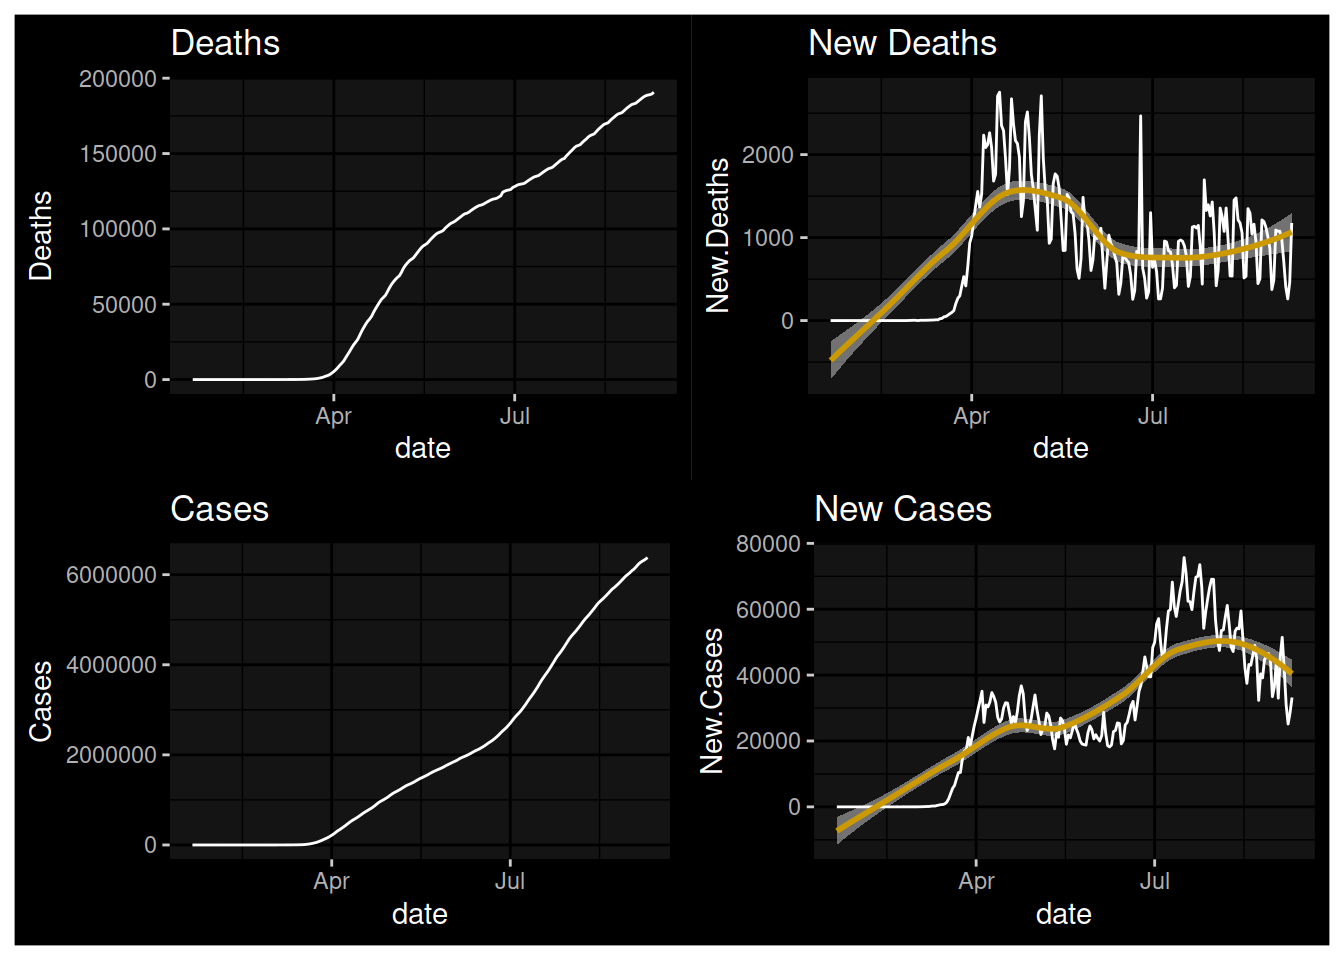 Deaths
200000
150000
100000
50000
0
Deaths
Apr Jul
date
New Deaths
2000
1000
0
New.Deaths
Apr Jul
date
Cases
6000000
4000000
2000000
0
Cases
Apr Jul
date
New Cases
80000
60000
40000
20000
0
New.Cases
Apr Jul
date